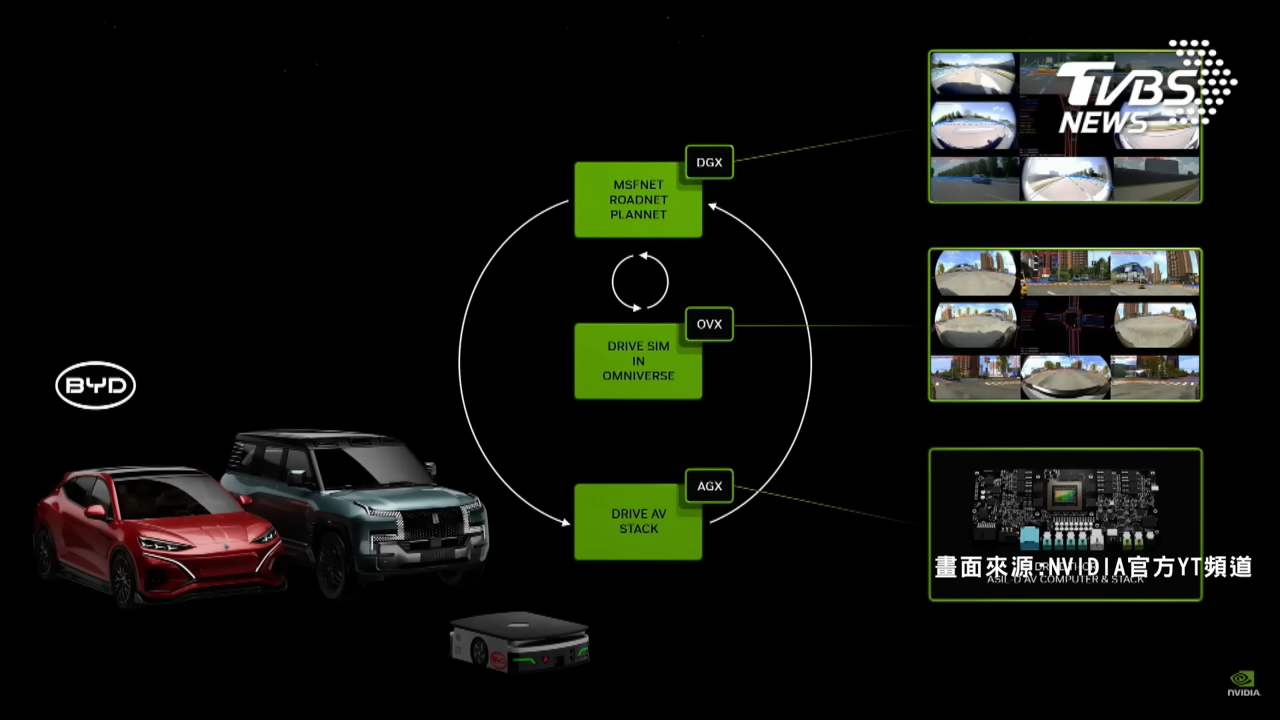 TVBS
NEWS
DGX
MSFNET
ROADNET
PLANNET
OVX
DRIVE SIM
IN
OMNIVERSE
BYD
AGX
DRIVE AV
STACK
畫面來源:NVIDIA官方YT頻道
ASIL-D AV COMPUTER & STACK
NVIDIA